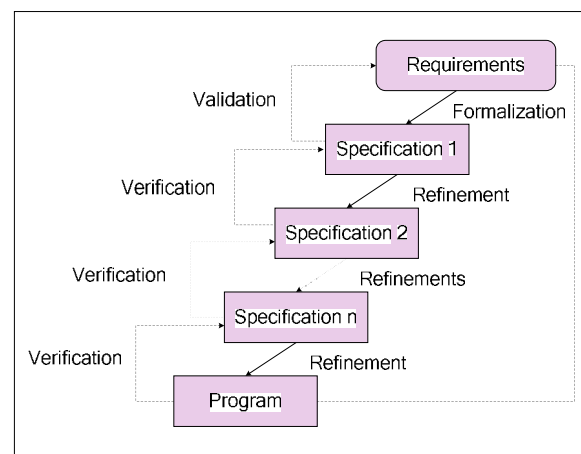 Requirements
Validation
Formalization
Specification 1
Verification
Refinement
Specification 2
Verification
Refinements
Specification n
Verification
Refinement
Program